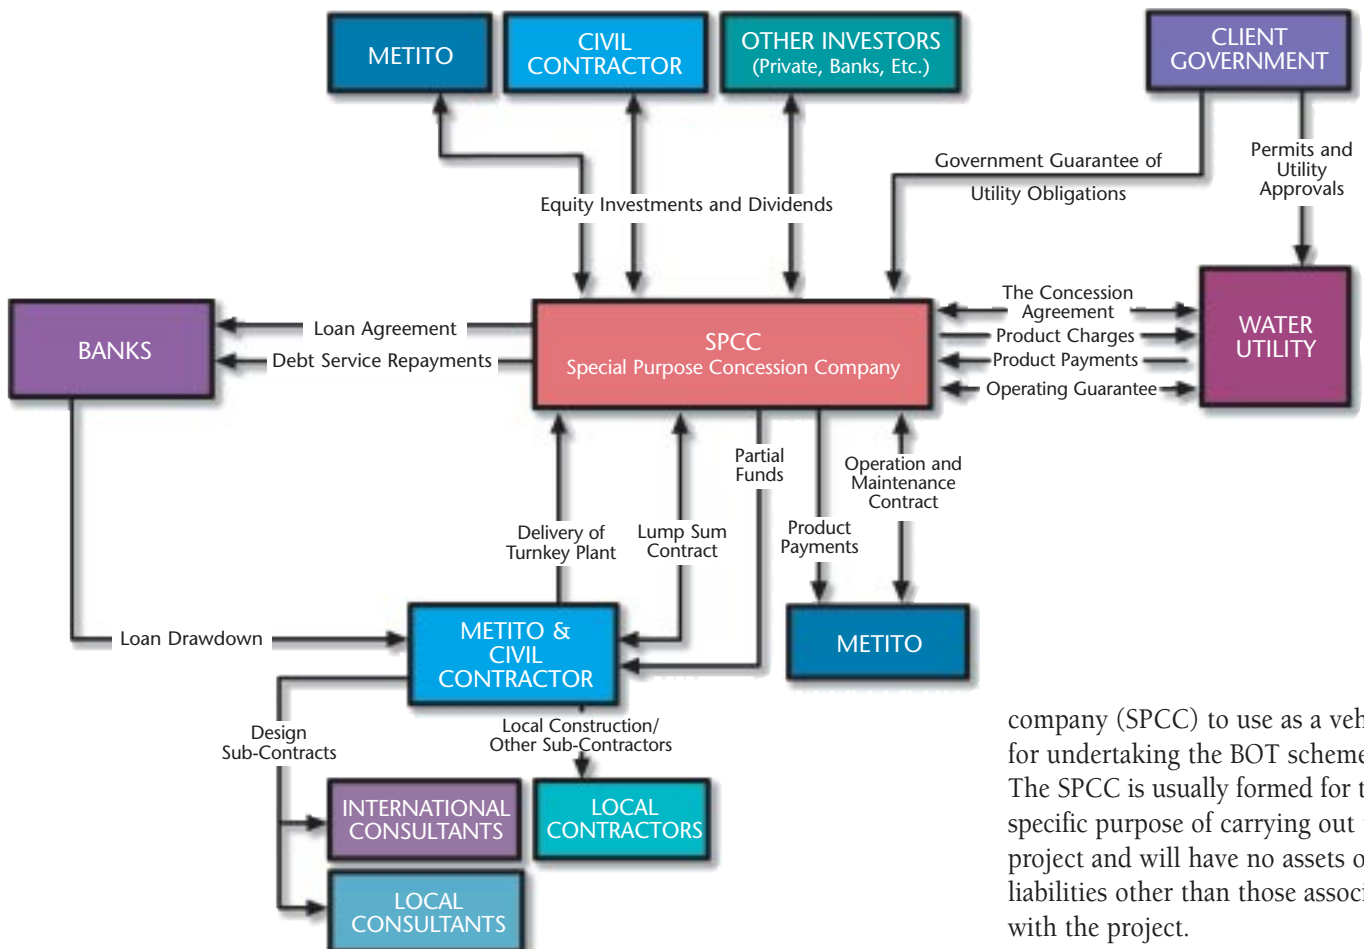 METITO
CIVIL
CONTRACTOR
OTHER INVESTORS
(Private, Banks, Etc.)
CLIENT
GOVERNMENT
Government Guarantee of
Utility Obligations
Permits and
Utility
Approvals
Equity Investments and Dividends
BANKS
Loan Agreement
Debt Service Repayments
SPCC
Special Purpose Concession Company
The Concession
Agreement
Product Charges
Product Payments
Operating Guarantee
WATER
UTILITY
Partial
Funds
Operation and
Maintenance
Contract
Delivery of
Turnkey Plant
Lump Sum
Contract
Product
Payments
Loan Drawdown
METITO &
CIVIL
CONTRACTOR
METITO
Design
Sub-Contracts
Local Construction/
Other Sub-Contractors
INTERNATIONAL
CONSULTANTS
LOCAL
CONTRACTORS
LOCAL
CONSULTANTS
company (SPCC) to use as a
for undertaking the BOT scheme
The SPCC is usually formed for
specific purpose of carrying out
project and will have no assets
liabilities other than those
with the project.